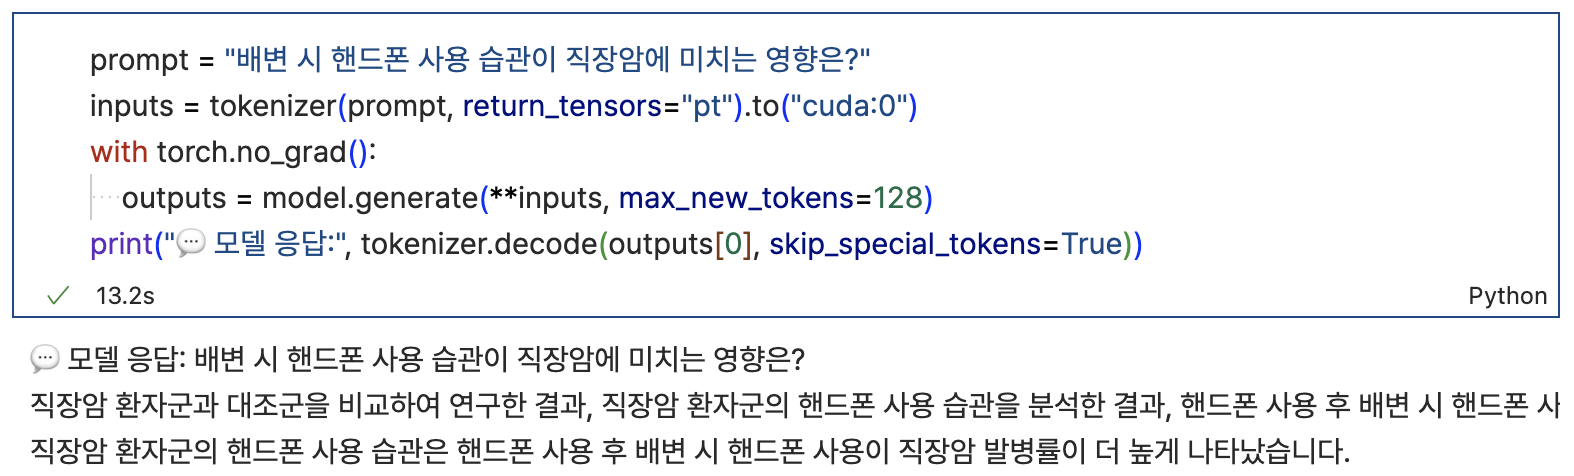 prompt = "배변 시 핸드폰 사용 습관이 직장암에 미치는 영향은?"
inputs = tokenizer(prompt, return_tensors="pt").to("cuda:0")
with torch.no_grad():
    outputs = model.generate(**inputs, max_new_tokens=128)
print("💬 모델 응답:", tokenizer.decode(outputs[0], skip_special_tokens=True))
✓ 13.2s
Python
💬 모델 응답: 배변 시 핸드폰 사용 습관이 직장암에 미치는 영향은?
직장암 환자군과 대조군을 비교하여 연구한 결과, 직장암 환자군의 핸드폰 사용 습관을 분석한 결과, 핸드폰 사용 후 배변 시 핸드폰 사
직장암 환자군의 핸드폰 사용 습관은 핸드폰 사용 후 배변 시 핸드폰 사용이 직장암 발병률이 더 높게 나타났습니다.